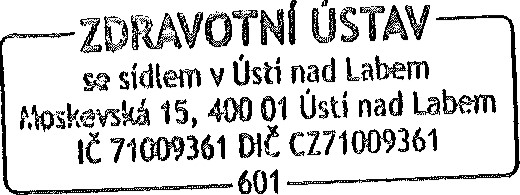 ZDRAVOTNÍ ÚSTAV
se sídlem v Ústí nad Labem
Moskevská 15, 400 01 Ústí nad Labem
IČ 71009361 DIČ CZ71009361
601